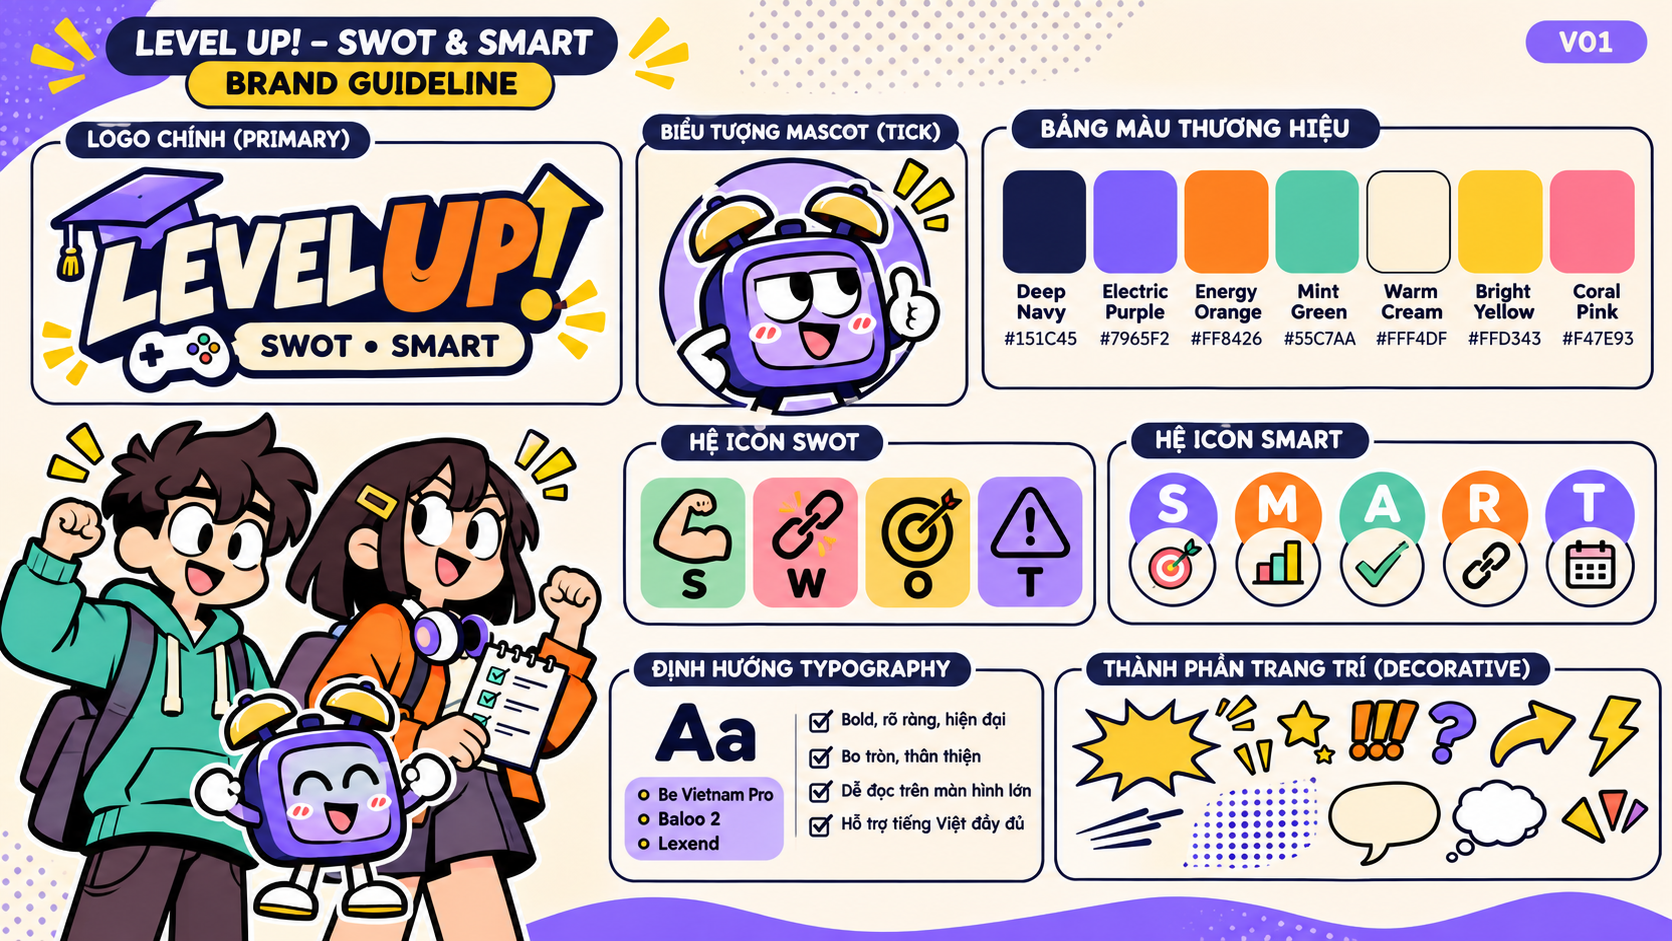 LEVEL UP! – SWOT & SMART
BRAND GUIDELINE
V01
LOGO CHÍNH (PRIMARY)
LEVEL UP!
SWOT • SMART
BIỂU TƯỢNG MASCOT (TICK)
BẢNG MÀU THƯƠNG HIỆU
Deep Navy
#151C45
Electric Purple
#7965F2
Energy Orange
#FF8426
Mint Green
#55C7AA
Warm Cream
#FFF4DF
Bright Yellow
#FFD343
Coral Pink
#F47E93
HỆ ICON SWOT
S
W
O
T
HỆ ICON SMART
S
M
A
R
T
ĐỊNH HƯỚNG TYPOGRAPHY
Aa
Be Vietnam Pro
Baloo 2
Lexend
Bold, rõ ràng, hiện đại
Bo tròn, thân thiện
Dễ đọc trên màn hình lớn
Hỗ trợ tiếng Việt đầy đủ
THÀNH PHẦN TRANG TRÍ (DECORATIVE)
!!!
?